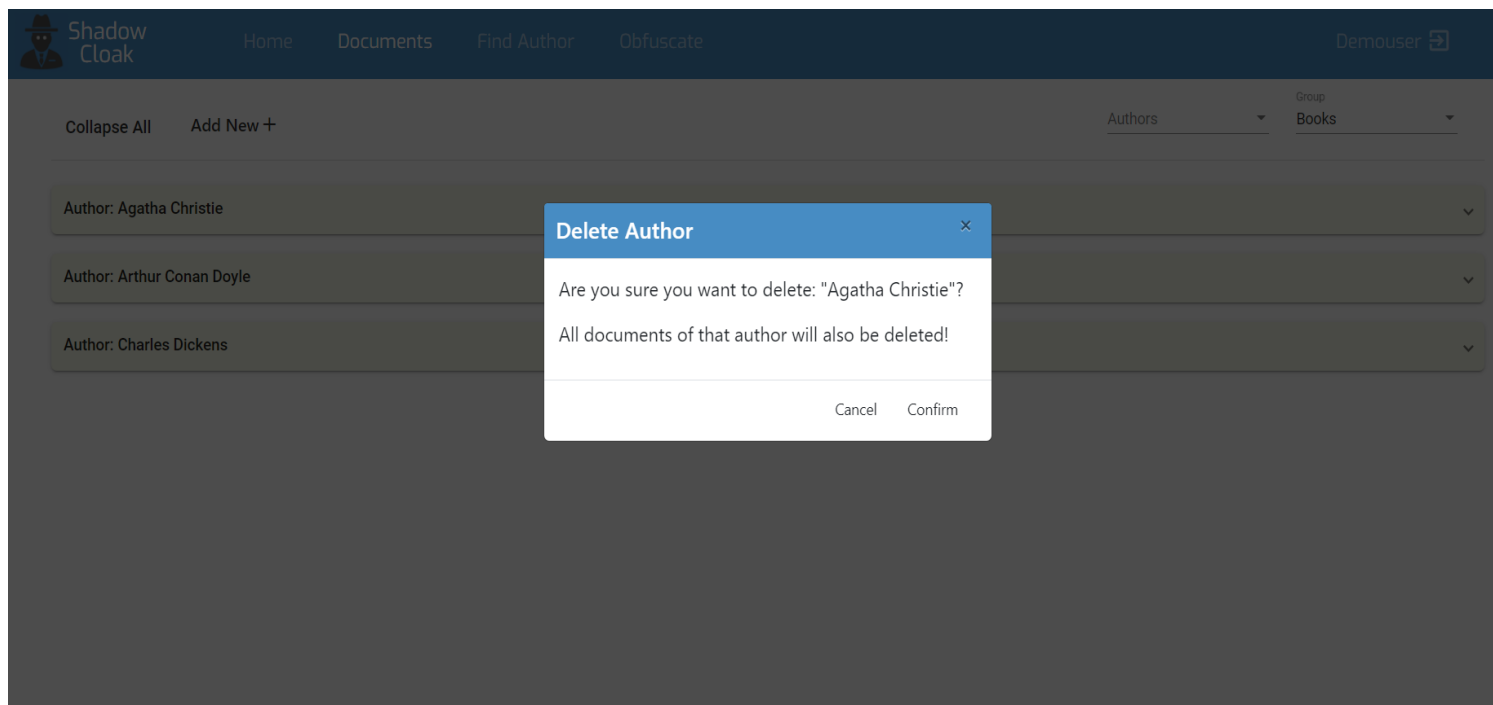 Shadow
Cloak
Home Documents Find Author Obfuscate Demouser
Group
Collapse All Add New + Authors Books
Author: Agatha Christie
Author: Arthur Conan Doyle
Author: Charles Dickens
Delete Author ×
Are you sure you want to delete: "Agatha Christie"?
All documents of that author will also be deleted!
Cancel Confirm